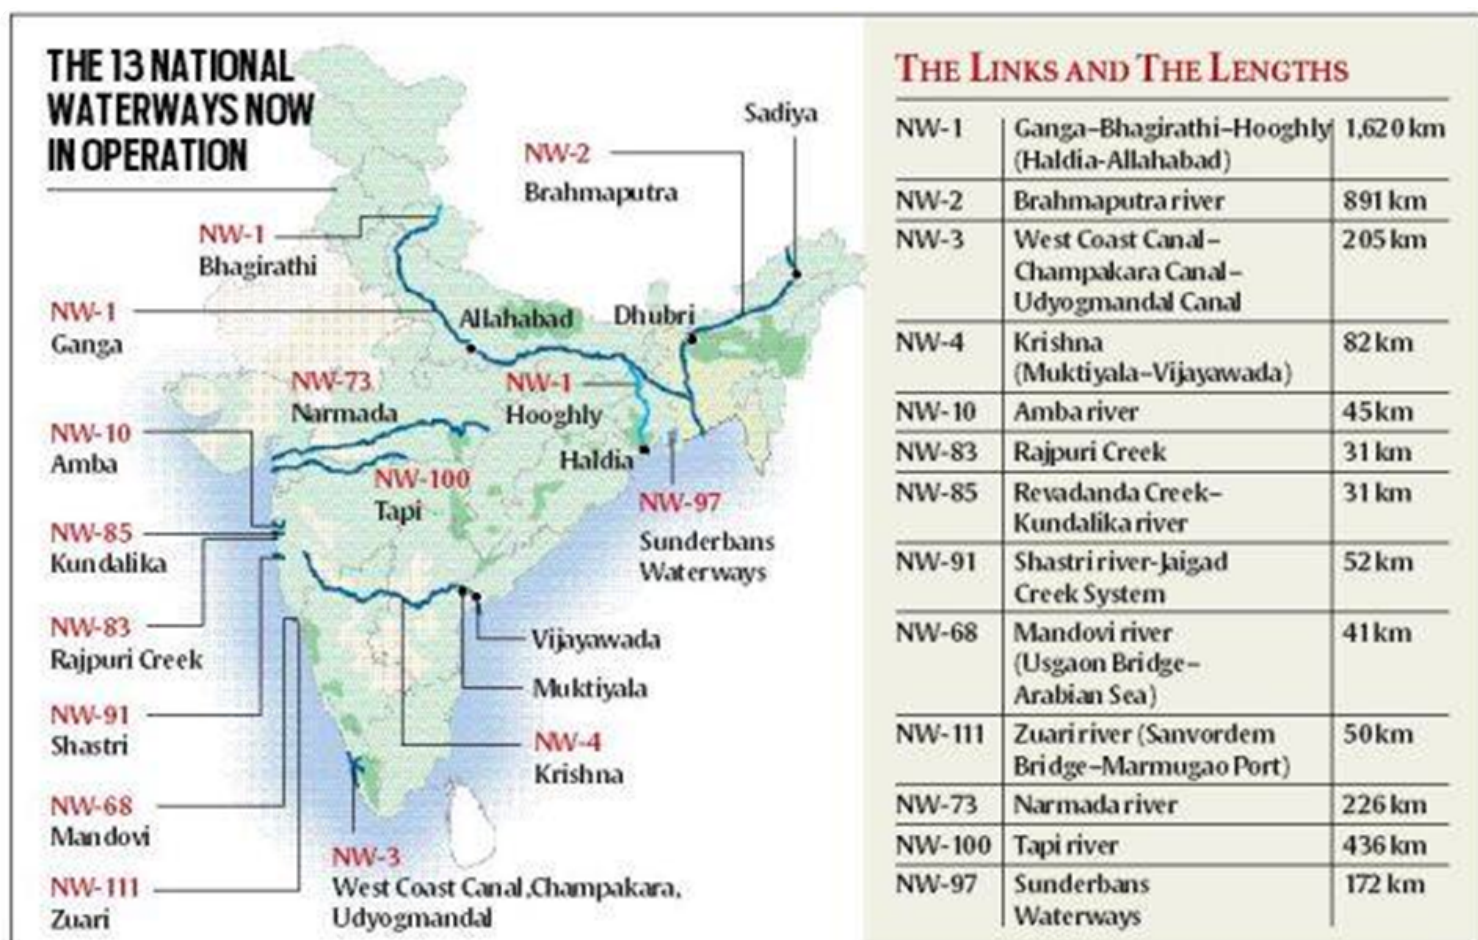 THE 13 NATIONAL
WATERWAYS NOW
IN OPERATION
Sadiya
NW-2
Brahmaputra
NW-1
Bhagirathi
NW-1
Ganga
Allahabad
Dhubri
NW-73
Narmada
NW-1
Hooghly
NW-10
Amba
Haldia
NW-100
Tapi
NW-97
Sunderbans
Waterways
NW-85
Kundalika
NW-83
Rajpuri Creek
Vijayawada
Muktiyala
NW-91
Shastri
NW-4
Krishna
NW-68
Mandovi
NW-3
West Coast Canal,Champakara,
Udyogmandal
NW-111
Zuari
THE LINKS AND THE LENGTHS
NW-1 Ganga–Bhagirathi–Hooghly 1,620 km
(Haldia-Allahabad)
NW-2 Brahmaputra river 891 km
NW-3 West Coast Canal– 205 km
Champakara Canal–
Udyogmandal Canal
NW-4 Krishna 82 km
(Muktiyala–Vijayawada)
NW-10 Amba river 45 km
NW-83 Rajpuri Creek 31 km
NW-85 Revadanda Creek– 31 km
Kundalika river
NW-91 Shastri river-Jaigad 52 km
Creek System
NW-68 Mandovi river 41 km
(Usgaon Bridge–
Arabian Sea)
NW-111 Zuari river (Sanvordem 50 km
Bridge–Marmugao Port)
NW-73 Narmada river 226 km
NW-100 Tapi river 436 km
NW-97 Sunderbans 172 km
Waterways